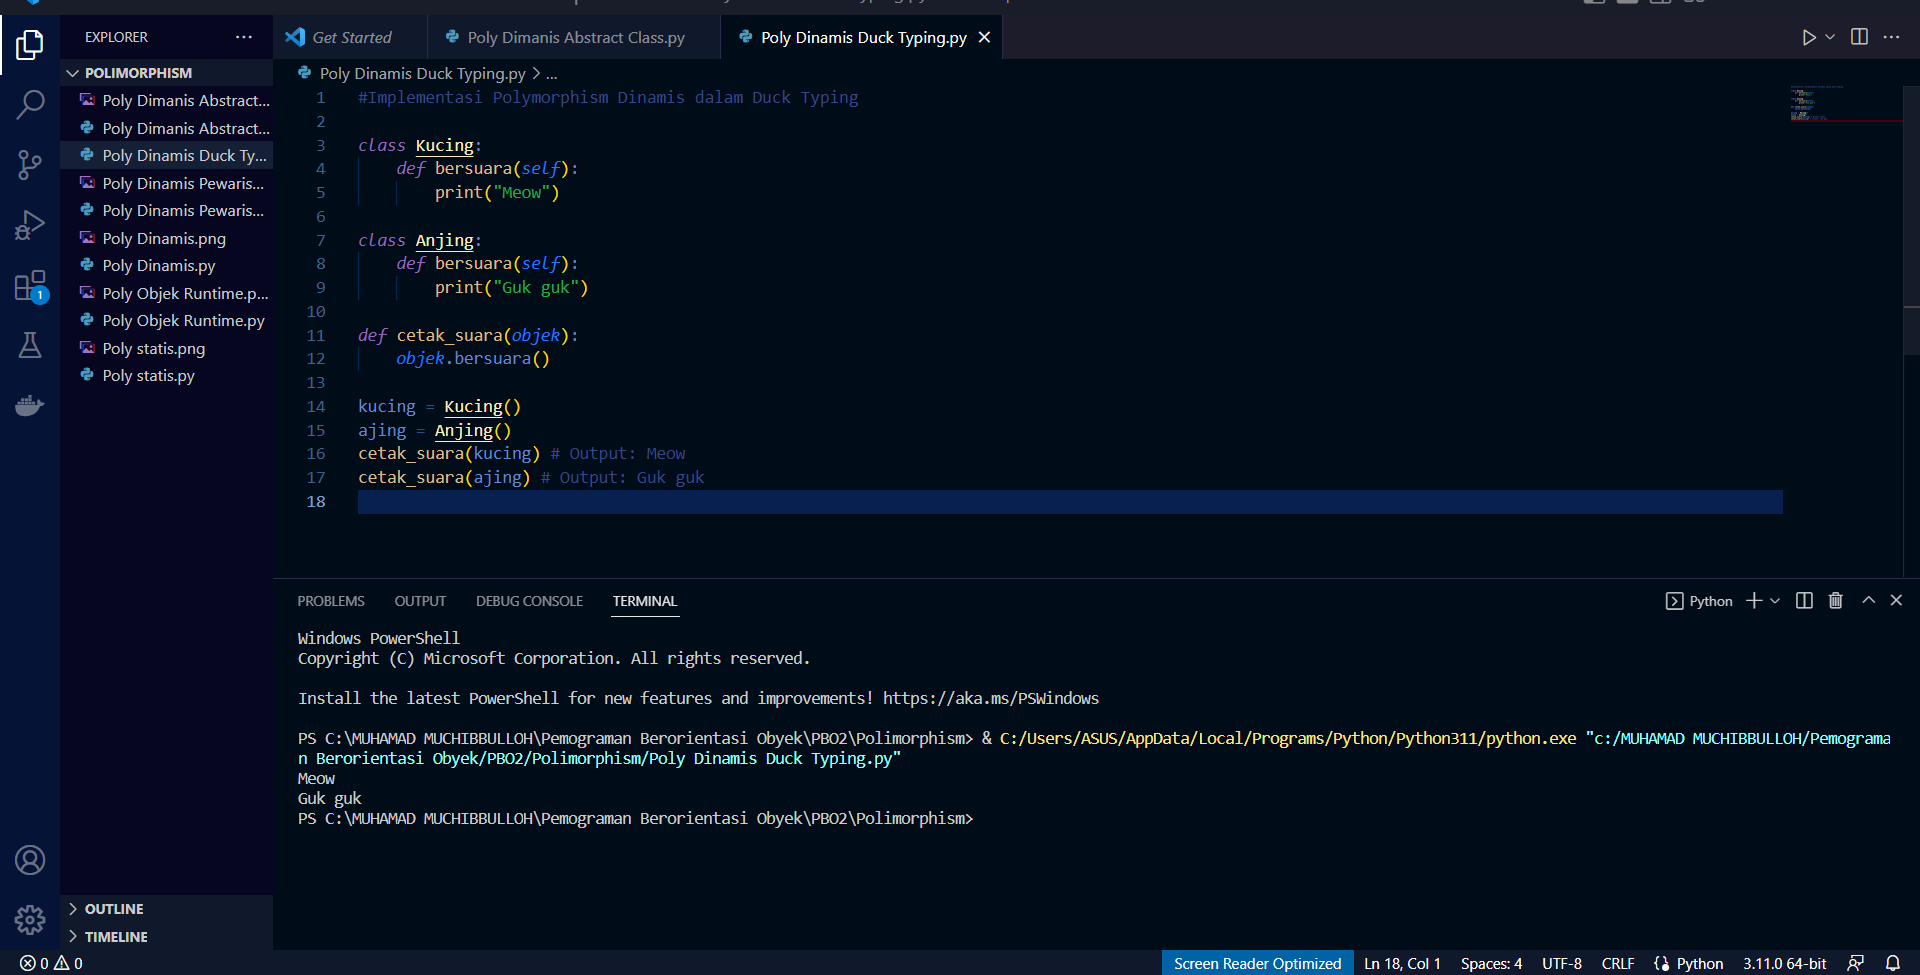 EXPLORER
Get Started
Poly Dimanis Abstract Class.py
Poly Dinamis Duck Typing.py
POLIMORPHISM
Poly Dimanis Abstract...
Poly Dimanis Abstract...
Poly Dinamis Duck Ty...
Poly Dinamis Pewaris...
Poly Dinamis Pewaris...
Poly Dinamis.png
Poly Dinamis.py
Poly Objek Runtime.p...
Poly Objek Runtime.py
Poly statis.png
Poly statis.py
1
OUTLINE
TIMELINE
Poly Dinamis Duck Typing.py > ...
1 #Implementasi Polymorphism Dinamis dalam Duck Typing
2
3 class Kucing:
4 def bersuara(self):
5 print("Meow")
6
7 class Anjing:
8 def bersuara(self):
9 print("Guk guk")
10
11 def cetak_suara(objek):
12 objek.bersuara()
13
14 kucing = Kucing()
15 ajing = Anjing()
16 cetak_suara(kucing) # Output: Meow
17 cetak_suara(ajing) # Output: Guk guk
18
PROBLEMS OUTPUT DEBUG CONSOLE TERMINAL
Python
Windows PowerShell
Copyright (C) Microsoft Corporation. All rights reserved.
Install the latest PowerShell for new features and improvements! https://aka.ms/PSWindows
PS C:\MUHAMAD MUCHIBBULLOH\Pemograman Berorientasi Obyek\PBO2\Polimorphism> & C:/Users/ASUS/AppData/Local/Programs/Python/Python311/python.exe "c:/MUHAMAD MUCHIBBULLOH/Pemograma
n Berorientasi Obyek/PBO2/Polimorphism/Poly Dinamis Duck Typing.py"
Meow
Guk guk
PS C:\MUHAMAD MUCHIBBULLOH\Pemograman Berorientasi Obyek\PBO2\Polimorphism>
0 0
Screen Reader Optimized
Ln 18, Col 1
Spaces: 4
UTF-8
CRLF
Python
3.11.0 64-bit